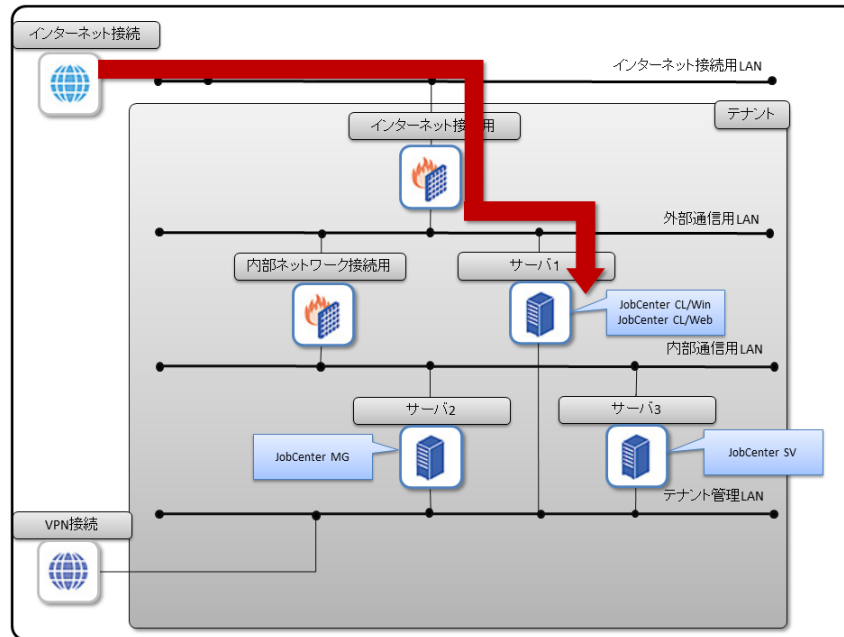 インターネット接続
インターネット接続用LAN
テナント
インターネット接続用
外部通信用LAN
内部ネットワーク接続用
サーバ1
JobCenter CL/Win
JobCenter CL/Web
内部通信用LAN
サーバ2
サーバ3
JobCenter MG
JobCenter SV
テナント管理LAN
VPN接続